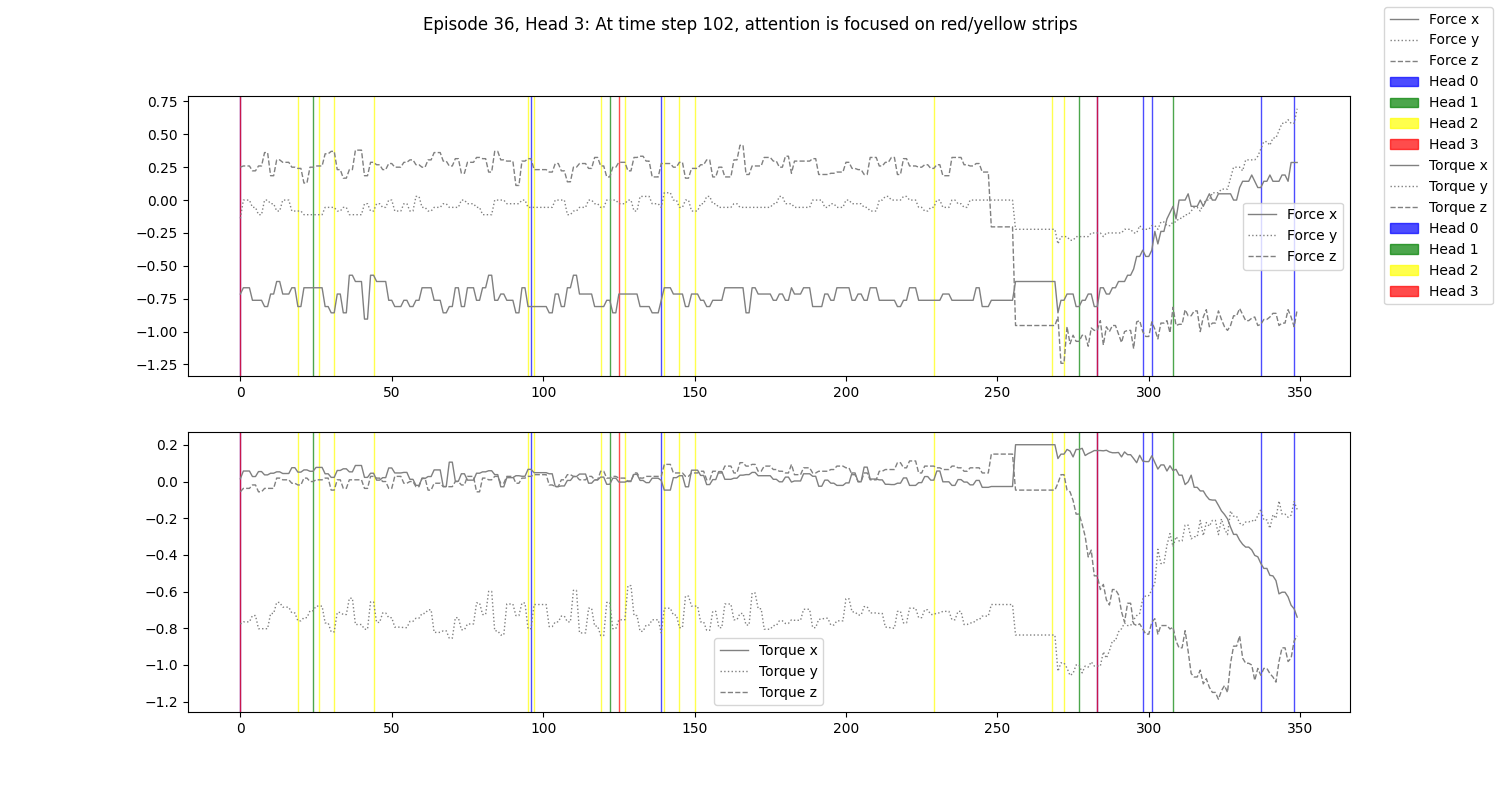 Episode 36, Head 3: At time step 102, attention is focused on red/yellow strips
Force x
Force y
Force z
Head 0
Head 1
Head 2
Head 3
Torque x
Torque y
Torque z
Head 0
Head 1
Head 2
Head 3
0.75
0.50
0.25
0.00
−0.25
−0.50
−0.75
−1.00
−1.25
Force x
Force y
Force z
0 50 100 150 200 250 300 350
0.2
0.0
−0.2
−0.4
−0.6
−0.8
−1.0
−1.2
Torque x
Torque y
Torque z
0 50 100 150 200 250 300 350